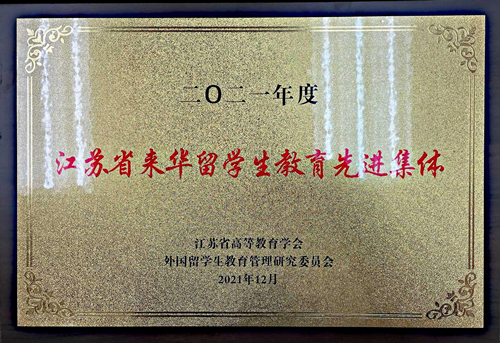 二〇二一年度
江苏省来华留学生教育先进集体
江苏省高等教育学会
外国留学生教育管理研究委员会
2021年12月